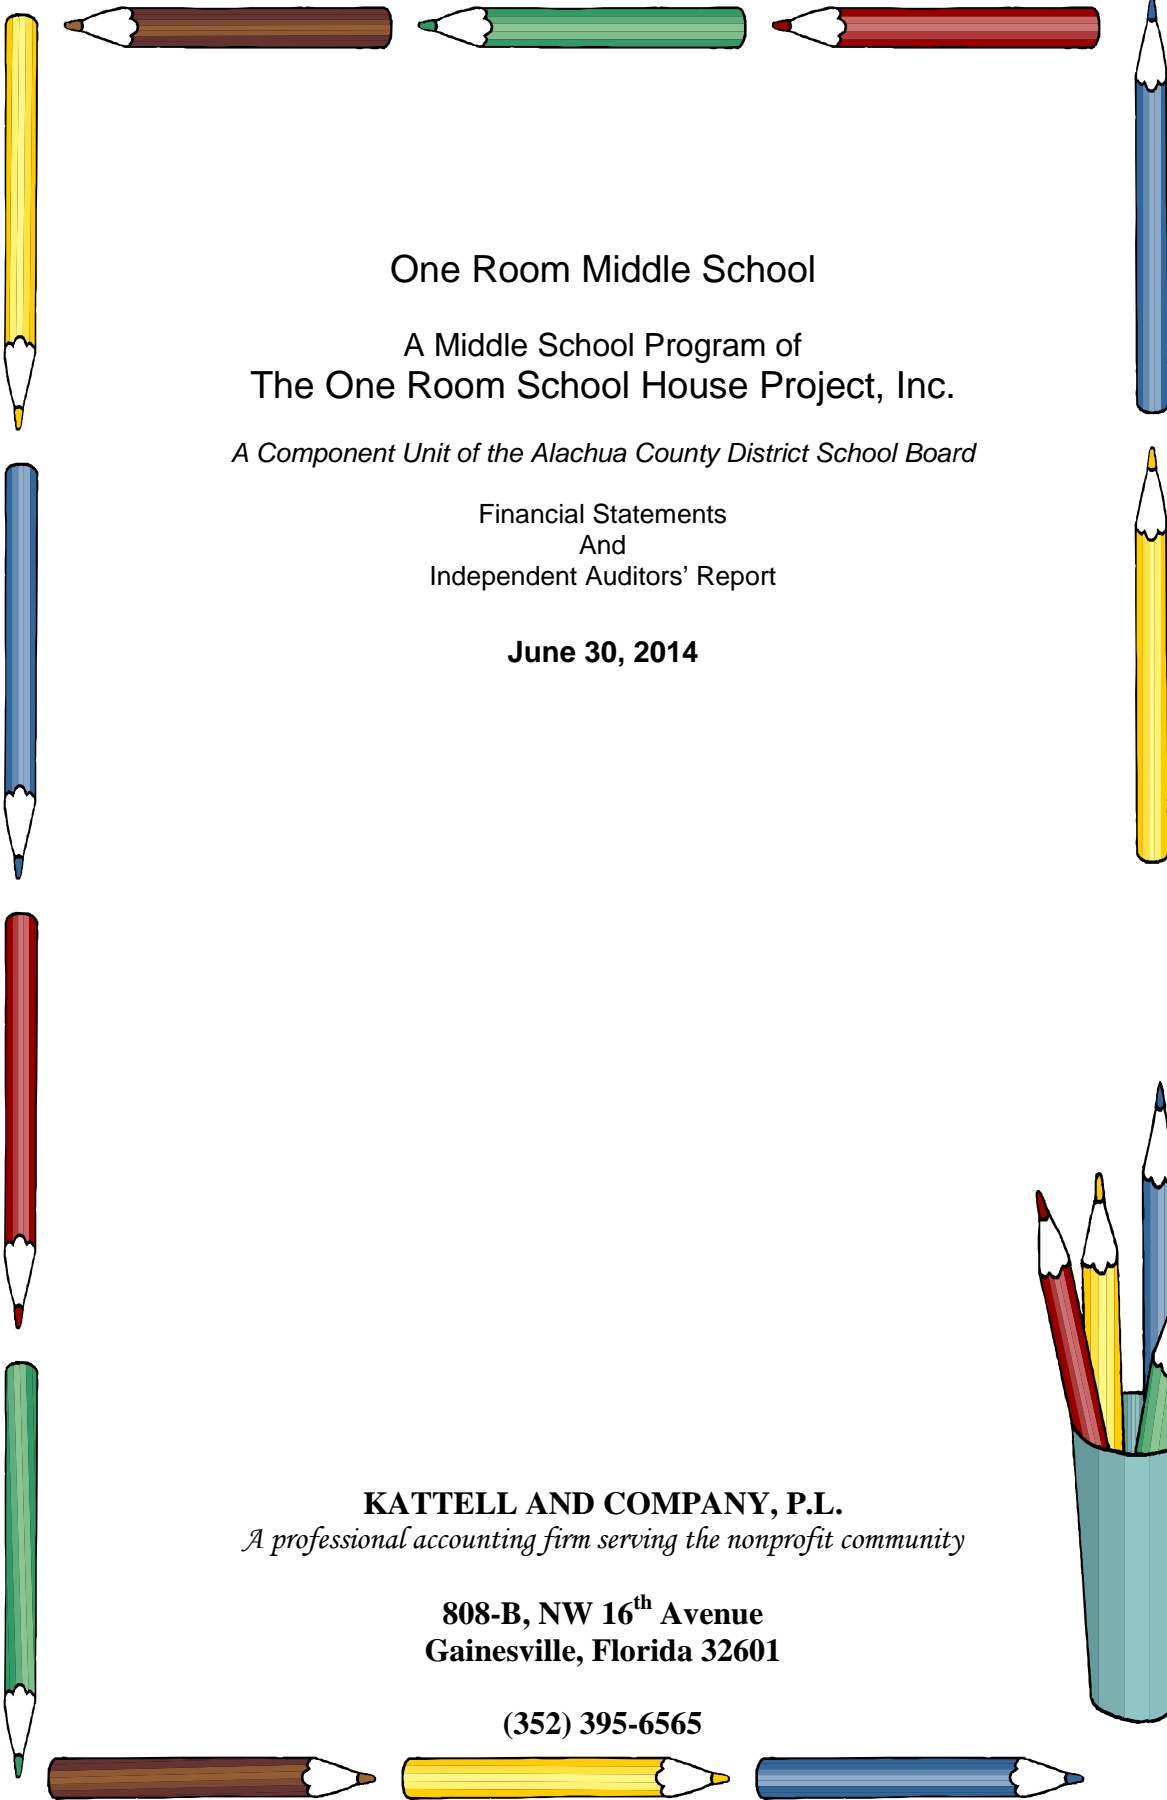 One Room Middle School
A Middle School Program of
The One Room School House Project, Inc.
A Component Unit of the Alachua County District School Board
Financial Statements
And
Independent Auditors’ Report
June 30, 2014
KATTELL AND COMPANY, P.L.
A professional accounting firm serving the nonprofit community
808-B, NW 16th Avenue
Gainesville, Florida 32601
(352) 395-6565